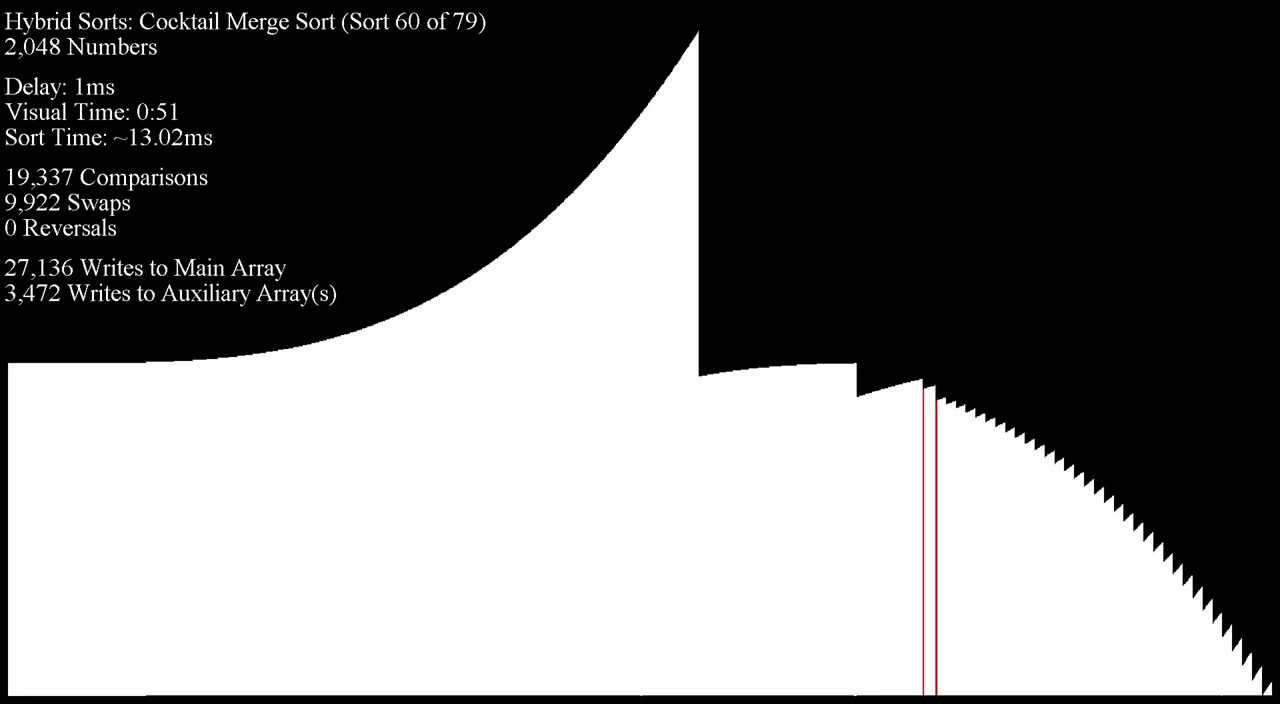 Hybrid Sorts: Cocktail Merge Sort (Sort 60 of 79)
2,048 Numbers
Delay: 1ms
Visual Time: 0:51
Sort Time: ~13.02ms
19,337 Comparisons
9,922 Swaps
0 Reversals
27,136 Writes to Main Array
3,472 Writes to Auxiliary Array(s)